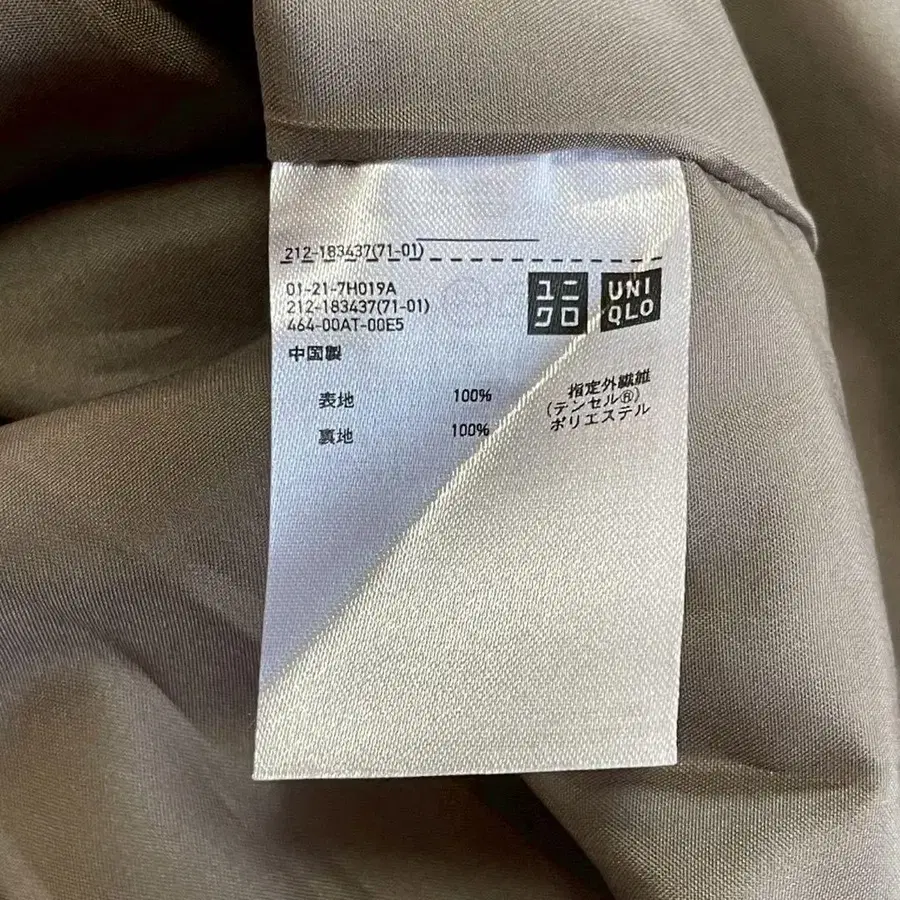 212-183437(71-01)
01-21-7H019A
212-183437(71-01)
464-00AT-00E5
ユニ
クロ
UNI
QLO
中国製
表地 100% 指定外繊維
(テンセル®)
裏地 100% ポリエステル